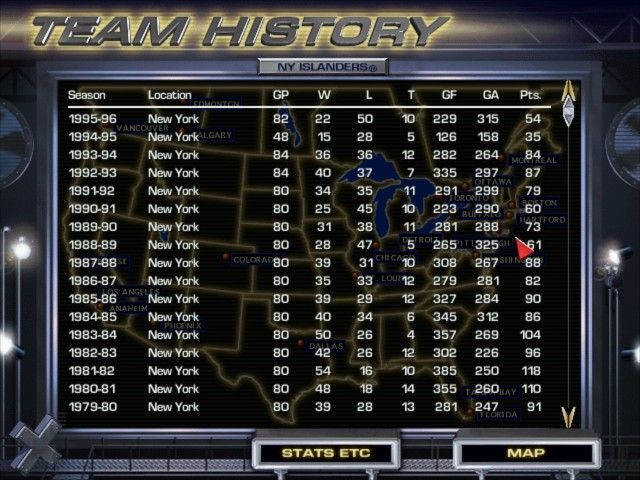 TEAM HISTORY
NY ISLANDERS®
Season Location GP W L T GF GA Pts.
1995-96 New York 82 22 50 10 229 315 54
1994-95 New York 48 15 28 5 126 158 35
1993-94 New York 84 36 36 12 282 264 84
1992-93 New York 84 40 37 7 335 297 87
1991-92 New York 80 34 35 11 291 299 79
1990-91 New York 80 25 45 10 223 290 60
1989-90 New York 80 31 38 11 281 288 73
1988-89 New York 80 28 47 5 265 325 61
1987-88 New York 80 39 31 10 308 267 88
1986-87 New York 80 35 33 12 279 281 82
1985-86 New York 80 39 29 12 327 284 90
1984-85 New York 80 40 34 6 345 312 86
1983-84 New York 80 50 26 4 357 269 104
1982-83 New York 80 42 26 12 302 226 96
1981-82 New York 80 54 16 10 385 250 118
1980-81 New York 80 48 18 14 355 260 110
1979-80 New York 80 39 28 13 281 247 91
EDMONTON
VANCOUVER
CALGARY
MONTREAL
OTTAWA
TORONTO
BOSTON
BUFFALO
HARTFORD
DETROIT
CHICAGO
COLORADO
LOS ANGELES
ANAHEIM
PHOENIX
DALLAS
TAMPA BAY
FLORIDA
STATS ETC
MAP